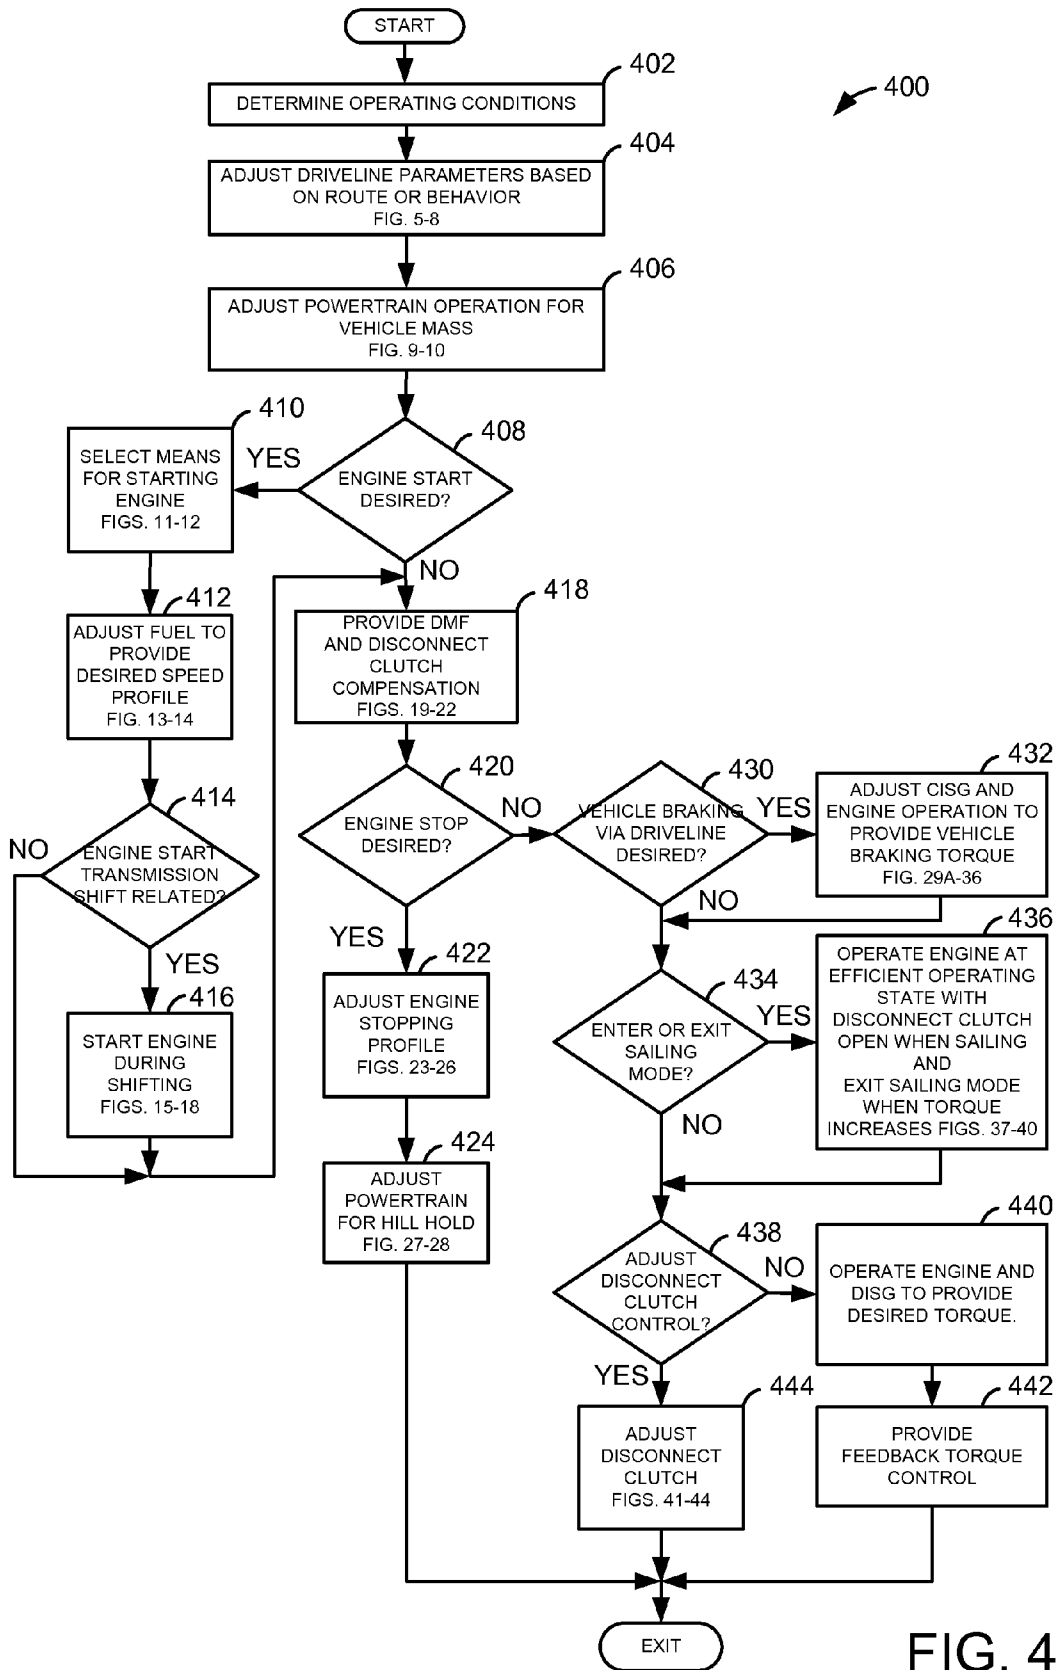 START
402
DETERMINE OPERATING CONDITIONS
400
404
ADJUST DRIVELINE PARAMETERS BASED
ON ROUTE OR BEHAVIOR
FIG. 5-8
406
ADJUST POWERTRAIN OPERATION FOR
VEHICLE MASS
FIG. 9-10
408
ENGINE START
DESIRED?
YES
NO
410
SELECT MEANS
FOR STARTING
ENGINE
FIGS. 11-12
412
ADJUST FUEL TO
PROVIDE
DESIRED SPEED
PROFILE
FIG. 13-14
414
ENGINE START
TRANSMISSION
SHIFT RELATED?
NO
YES
416
START ENGINE
DURING
SHIFTING
FIGS. 15-18
418
PROVIDE DMF
AND DISCONNECT
CLUTCH
COMPENSATION
FIGS. 19-22
420
ENGINE STOP
DESIRED?
NO
YES
422
ADJUST ENGINE
STOPPING
PROFILE
FIGS. 23-26
424
ADJUST
POWERTRAIN
FOR HILL HOLD
FIG. 27-28
430
VEHICLE BRAKING
VIA DRIVELINE
DESIRED?
YES
NO
432
ADJUST CISG AND
ENGINE OPERATION TO
PROVIDE VEHICLE
BRAKING TORQUE
FIG. 29A-36
434
ENTER OR EXIT
SAILING
MODE?
YES
NO
436
OPERATE ENGINE AT
EFFICIENT OPERATING
STATE WITH
DISCONNECT CLUTCH
OPEN WHEN SAILING
AND
EXIT SAILING MODE
WHEN TORQUE
INCREASES FIGS. 37-40
438
ADJUST
DISCONNECT
CLUTCH
CONTROL?
NO
YES
440
OPERATE ENGINE AND
DISG TO PROVIDE
DESIRED TORQUE.
442
PROVIDE
FEEDBACK TORQUE
CONTROL
444
ADJUST
DISCONNECT
CLUTCH
FIGS. 41-44
EXIT
FIG. 4